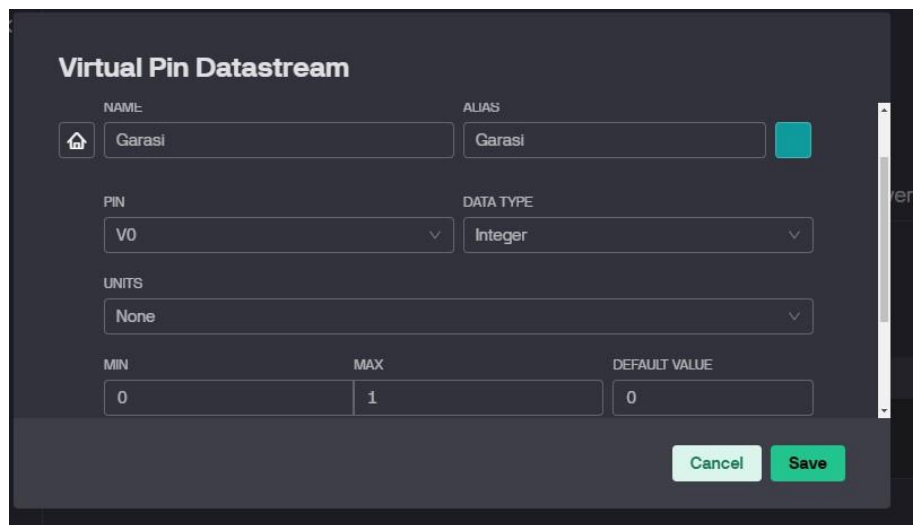 Virtual Pin Datastream
NAME ALIAS
Garasi Garasi
PIN DATA TYPE
V0 Integer
UNITS
None
MIN MAX DEFAULT VALUE
0 1 0
Cancel Save